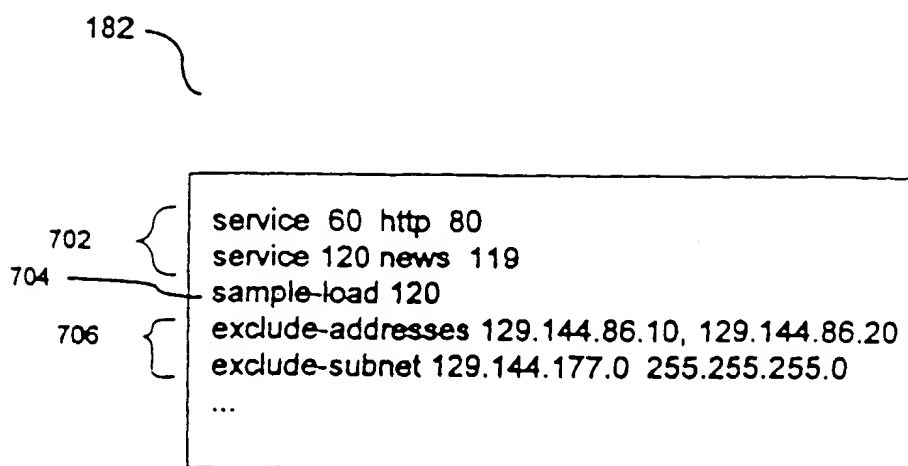 182
702
704
706
service 60 http 80
service 120 news 119
sample-load 120
exclude-addresses 129.144.86.10, 129.144.86.20
exclude-subnet 129.144.177.0 255.255.255.0
...